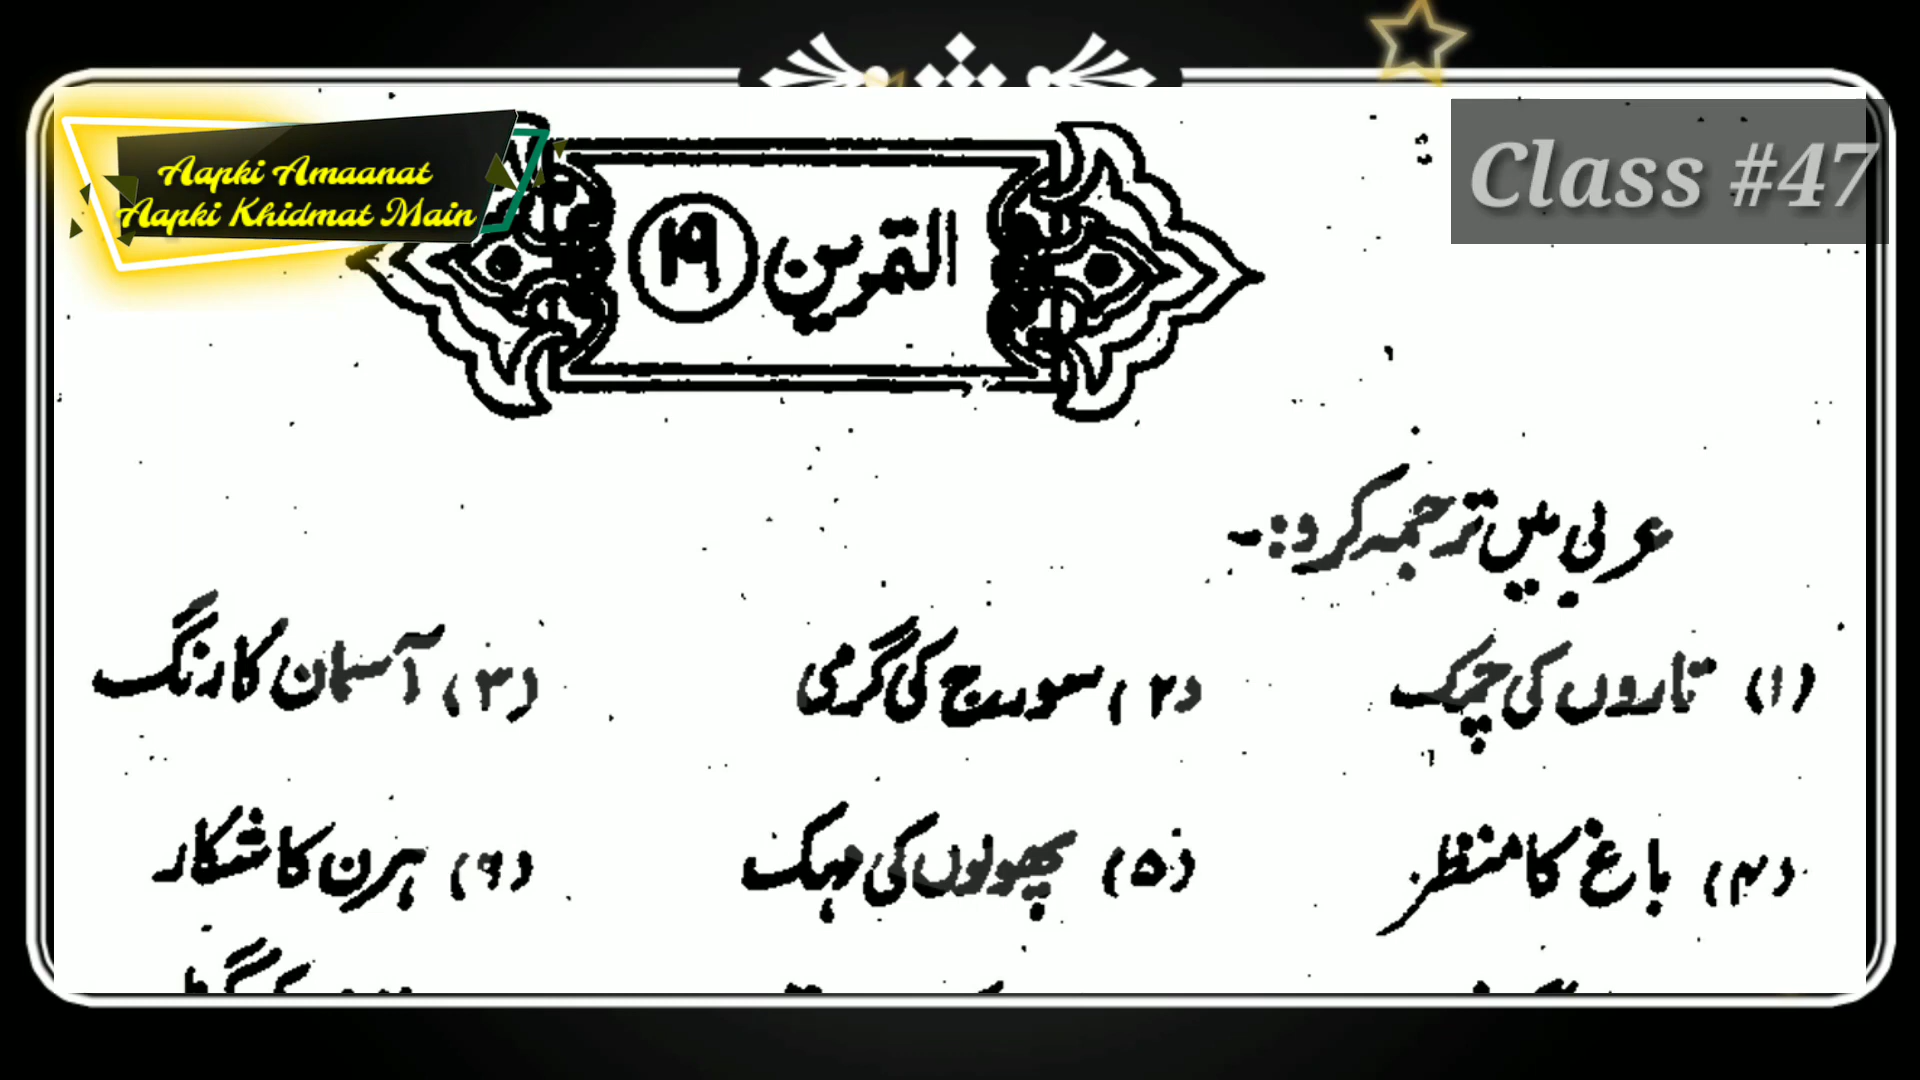 Aapki Amaanat
Aapki Khidmat Main
Class #47
التمرین ۱۹
عربی میں ترجمہ کرو:-
(۱) تاروں کی چمک (۲) سورج کی گرمی (۳) آسمان کا رنگ
(۴) باغ کا منظر (۵) پھولوں کی مہک (۶) ہرن کا شکار